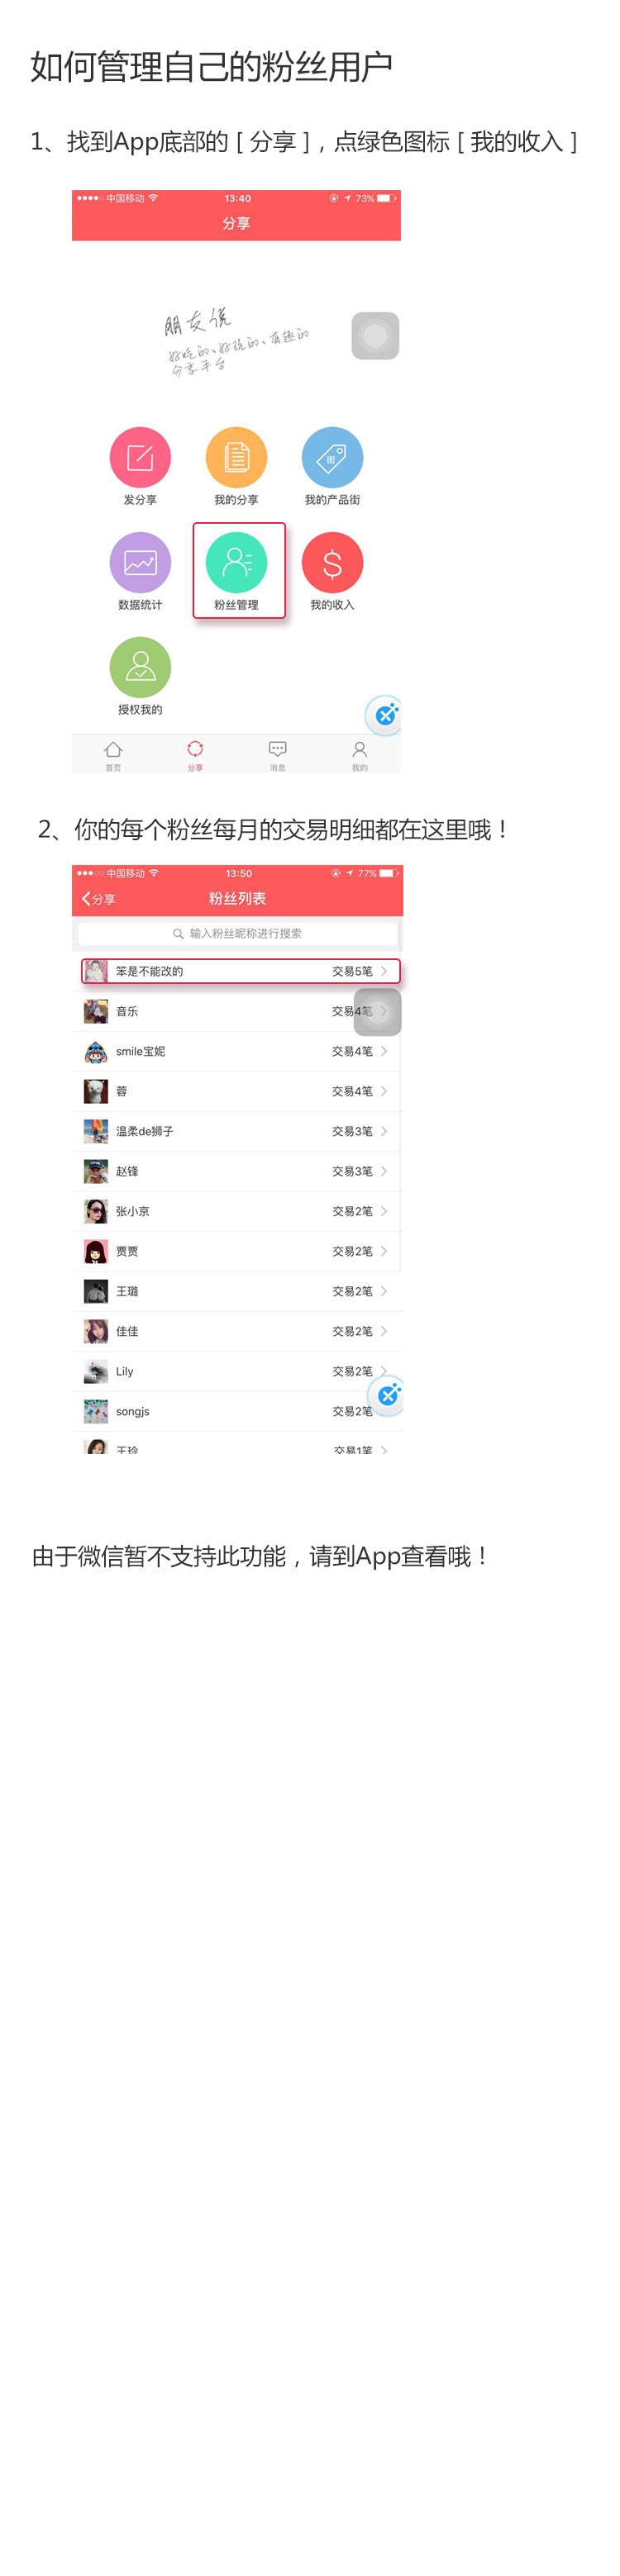 如何管理自己的粉丝用户
1、找到App底部的［分享］，点绿色图标［我的收入］
中国移动 13:40 73%
分享
朋友说
好吃的、好玩的、有趣的
分享平台
街
发分享 我的分享 我的产品街
数据统计 粉丝管理 我的收入
授权我的
首页 分享 消息 我的
2、你的每个粉丝每月的交易明细都在这里哦！
中国移动 13:50 77%
分享 粉丝列表
输入粉丝昵称进行搜索
笨是不能改的 交易5笔
音乐 交易4笔
smile宝妮 交易4笔
蓉 交易4笔
温柔de狮子 交易3笔
赵锋 交易3笔
张小京 交易2笔
贾贾 交易2笔
王璐 交易2笔
佳佳 交易2笔
Lily 交易2笔
songjs 交易2笔
王玲 交易1笔
由于微信暂不支持此功能，请到App查看哦！